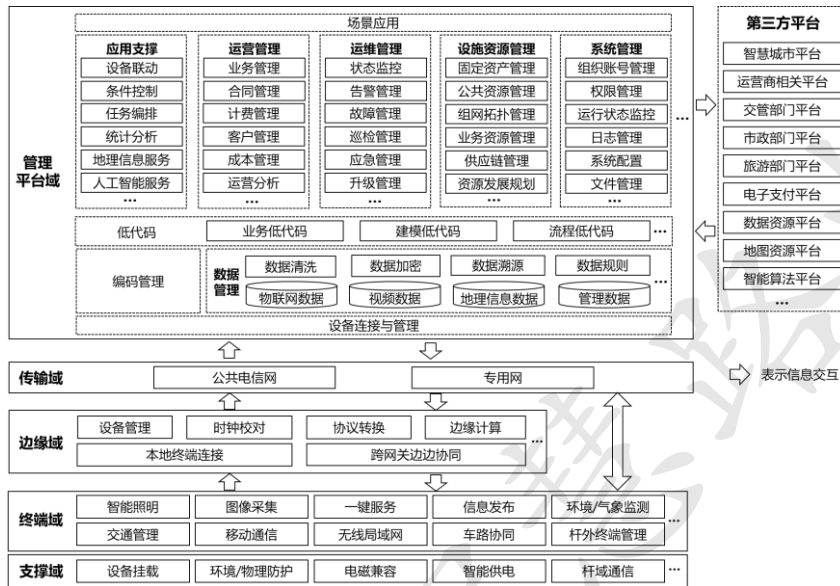 场景应用
应用支撑 运营管理 运维管理 设施资源管理 系统管理
设备联动 业务管理 状态监控 固定资产管理 组织账号管理
条件控制 合同管理 告警管理 公共资源管理 权限管理
任务编排 计费管理 故障管理 组网拓扑管理 运行状态监控
统计分析 客户管理 巡检管理 业务资源管理 日志管理
地理信息服务 成本管理 应急管理 供应链管理 系统配置
人工智能服务 运营分析 升级管理 资源发展规划 文件管理
... ... ... ... ... ...
管理
平台域
低代码 业务低代码 建模低代码 流程低代码 ...
编码管理
数据
管理
数据清洗 数据加密 数据溯源 数据规则 ...
物联网数据 视频数据 地理信息数据 管理数据
设备连接与管理
第三方平台
智慧城市平台
运营商相关平台
交管部门平台
市政部门平台
旅游部门平台
电子支付平台
数据资源平台
地图资源平台
智能算法平台
...
传输域 公共电信网 专用网
表示信息交互
边缘域
设备管理 时钟校对 协议转换 边缘计算 ...
本地终端连接 跨网关边边协同
终端域
智能照明 图像采集 一键服务 信息发布 环境/气象监测 ...
交通管理 移动通信 无线局域网 车路协同 杆外终端管理
支撑域 设备挂载 环境/物理防护 电磁兼容 智能供电 杆域通信 ...
慧路